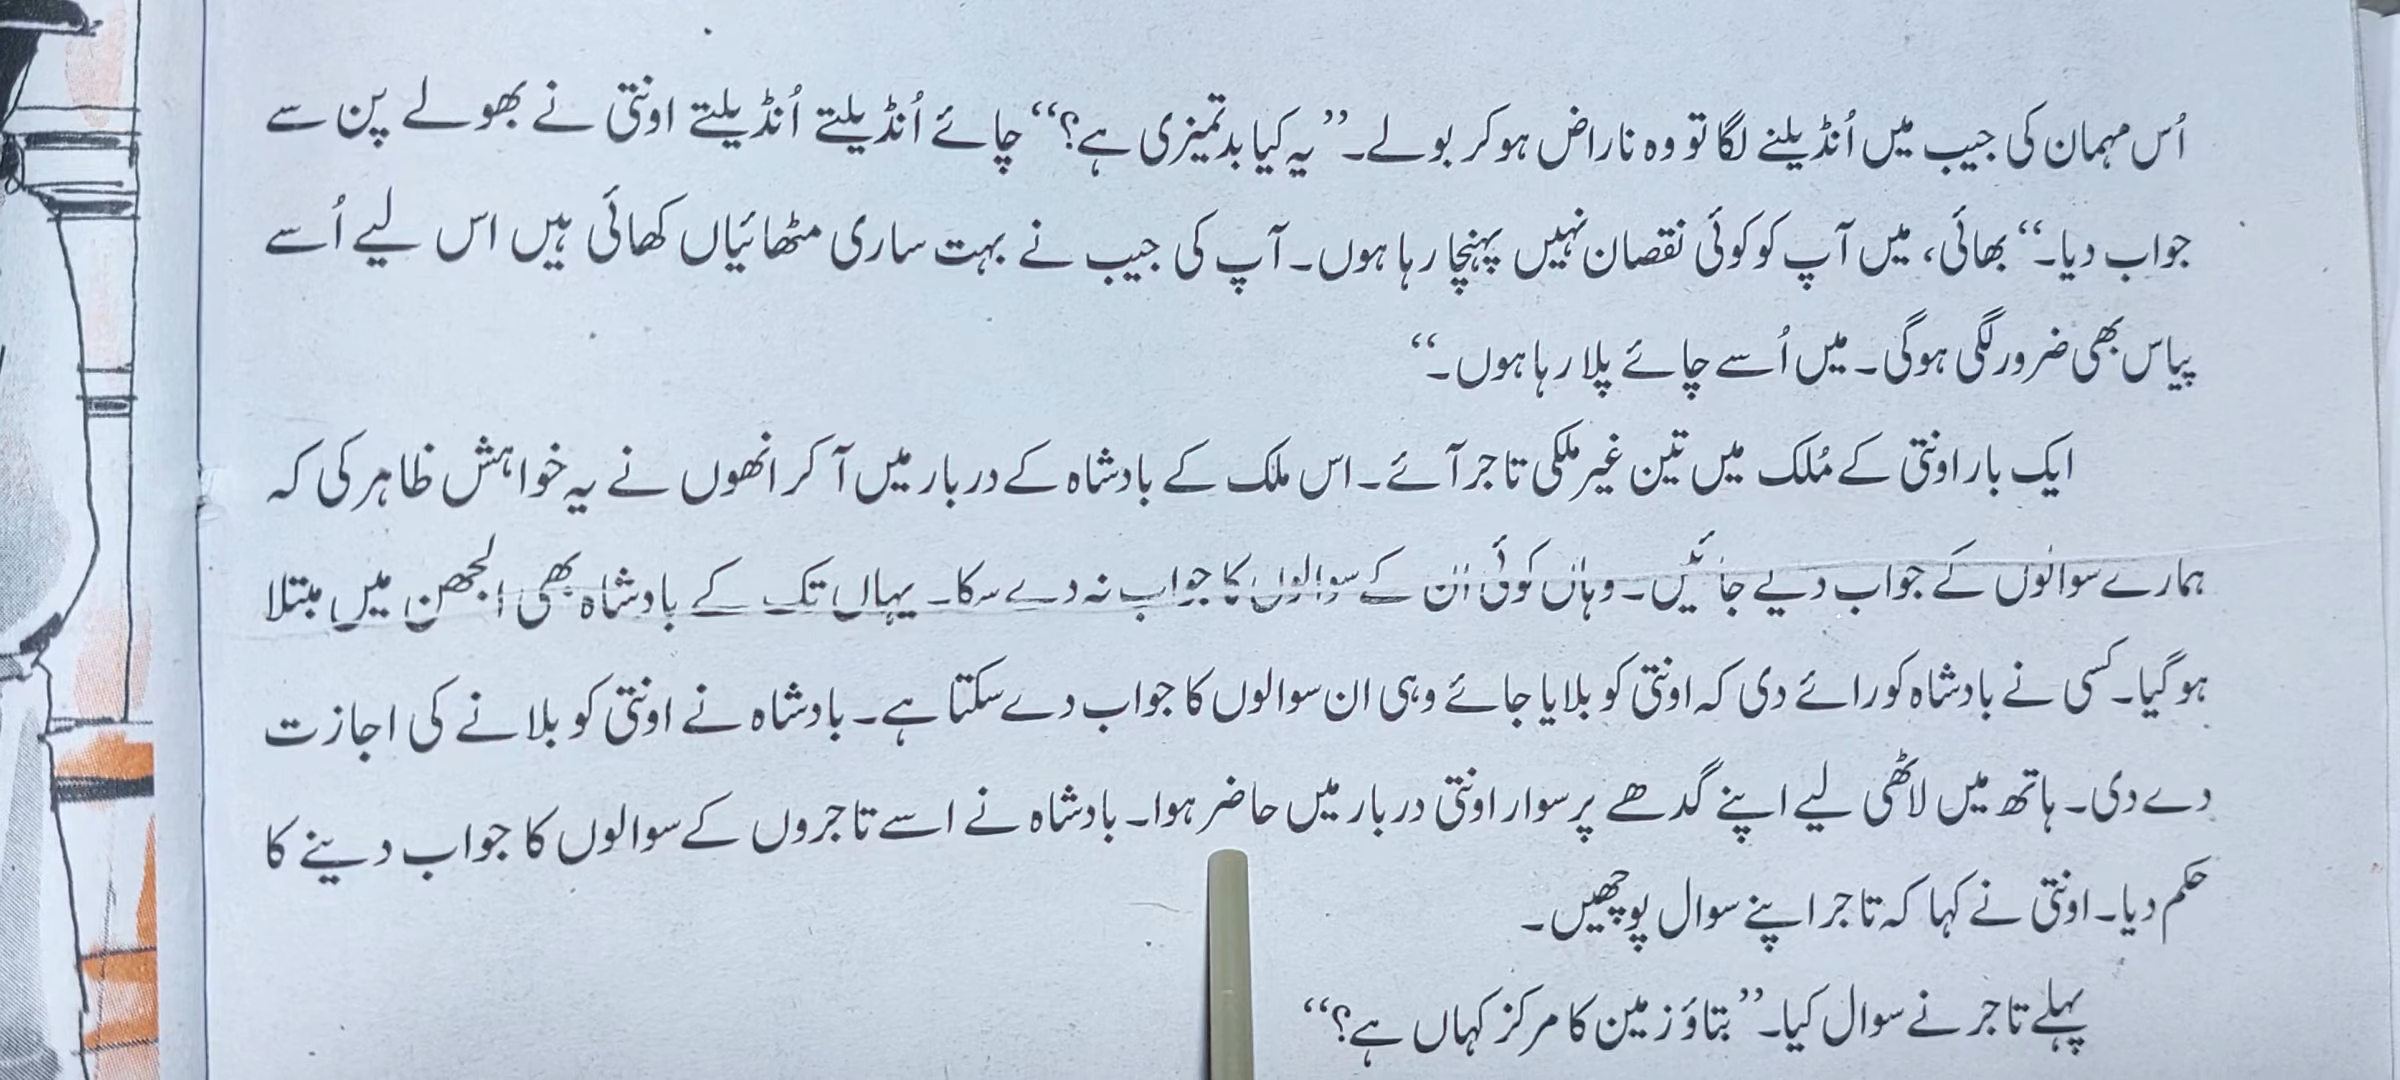 اُس مہمان کی جیب میں اُنڈیلنے لگا تو وہ ناراض ہوکر بولے۔ ”یہ کیا بدتمیزی ہے؟“ چائے اُنڈیلتے اُنڈیلتے اونتی نے بھولے پن سے
جواب دیا۔“ بھائی، میں آپ کو کوئی نقصان نہیں پہنچا رہا ہوں۔ آپ کی جیب نے بہت ساری مٹھائیاں کھائی ہیں اس لیے اُسے
پیاس بھی ضرور لگی ہوگی۔ میں اُسے چائے پلا رہا ہوں۔“
ایک بار اونتی کے مُلک میں تین غیر ملکی تاجر آئے۔ اس ملک کے بادشاہ کے دربار میں آ کر انھوں نے یہ خواہش ظاہر کی کہ
ہمارے سوالوں کے جواب دیے جائیں۔ وہاں کوئی ان کے سوالوں کا جواب نہ دے سکا۔ یہاں تک کے بادشاہ بھی الجھن میں مبتلا
ہو گیا۔ کسی نے بادشاہ کو رائے دی کہ اونتی کو بلایا جائے وہی ان سوالوں کا جواب دے سکتا ہے۔ بادشاہ نے اونتی کو بلانے کی اجازت
دے دی۔ ہاتھ میں لاٹھی لیے اپنے گدھے پر سوار اونتی دربار میں حاضر ہوا۔ بادشاہ نے اسے تاجروں کے سوالوں کا جواب دینے کا
حکم دیا۔ اونتی نے کہا کہ تاجر اپنے سوال پوچھیں۔
پہلے تاجر نے سوال کیا۔ ”بتاؤ زمین کا مرکز کہاں ہے؟“